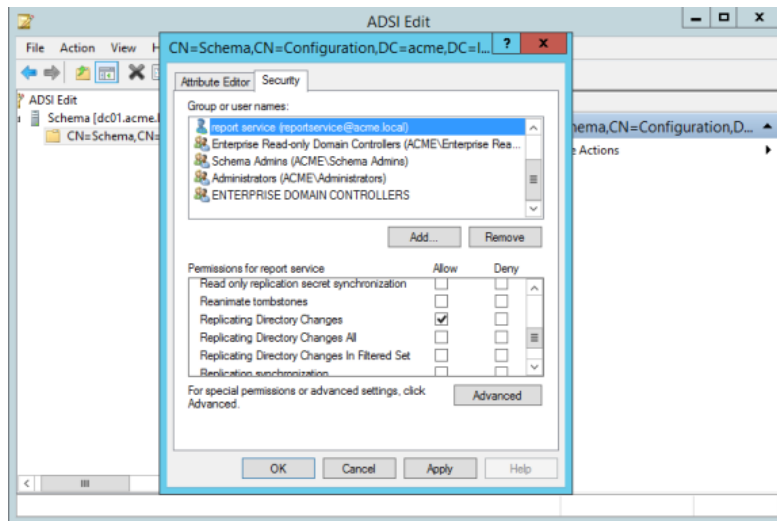 ADSI Edit
File Action View H
CN=Schema,CN=Configuration,DC=acme,DC=l...
Attribute Editor
Security
Group or user names:
report service (reportservice@acme.local)
Enterprise Read-only Domain Controllers (ACME\Enterprise Rea...
Schema Admins (ACME\Schema Admins)
Administrators (ACME\Administrators)
ENTERPRISE DOMAIN CONTROLLERS
Add...
Remove
Permissions for report service
Allow
Deny
Read only replication secret synchronization
Reanimate tombstones
Replicating Directory Changes
Replicating Directory Changes All
Replicating Directory Changes In Filtered Set
Replication synchronization
For special permissions or advanced settings, click
Advanced.
Advanced
OK
Cancel
Apply
Help
ADSI Edit
Schema [dc01.acme.l
CN=Schema,CN=
hema,CN=Configuration,D...
e Actions